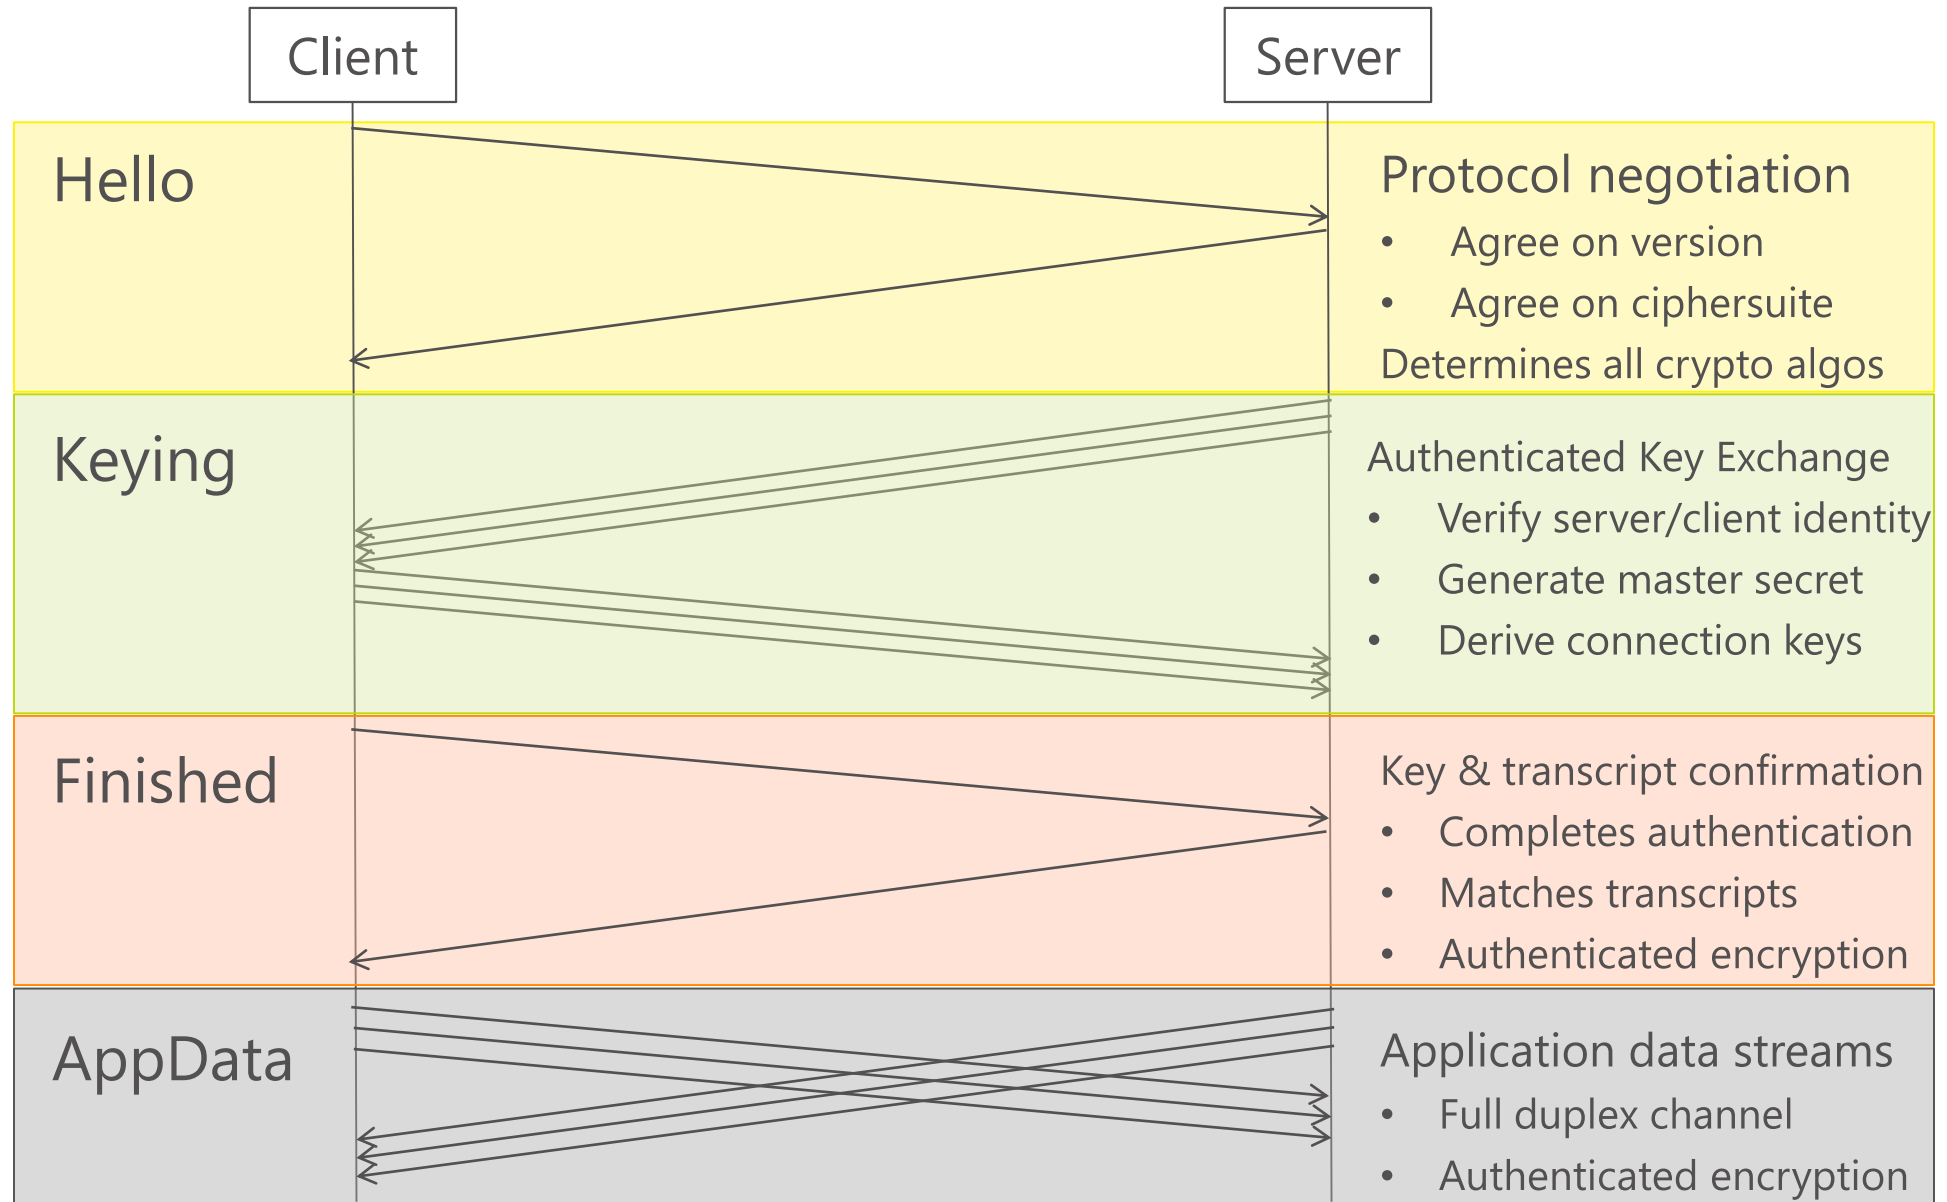 Client
Server
Hello
Protocol negotiation
• Agree on version
• Agree on ciphersuite
Determines all crypto algos
Keying
Authenticated Key Exchange
• Verify server/client identity
• Generate master secret
• Derive connection keys
Finished
Key & transcript confirmation
• Completes authentication
• Matches transcripts
• Authenticated encryption
AppData
Application data streams
• Full duplex channel
• Authenticated encryption